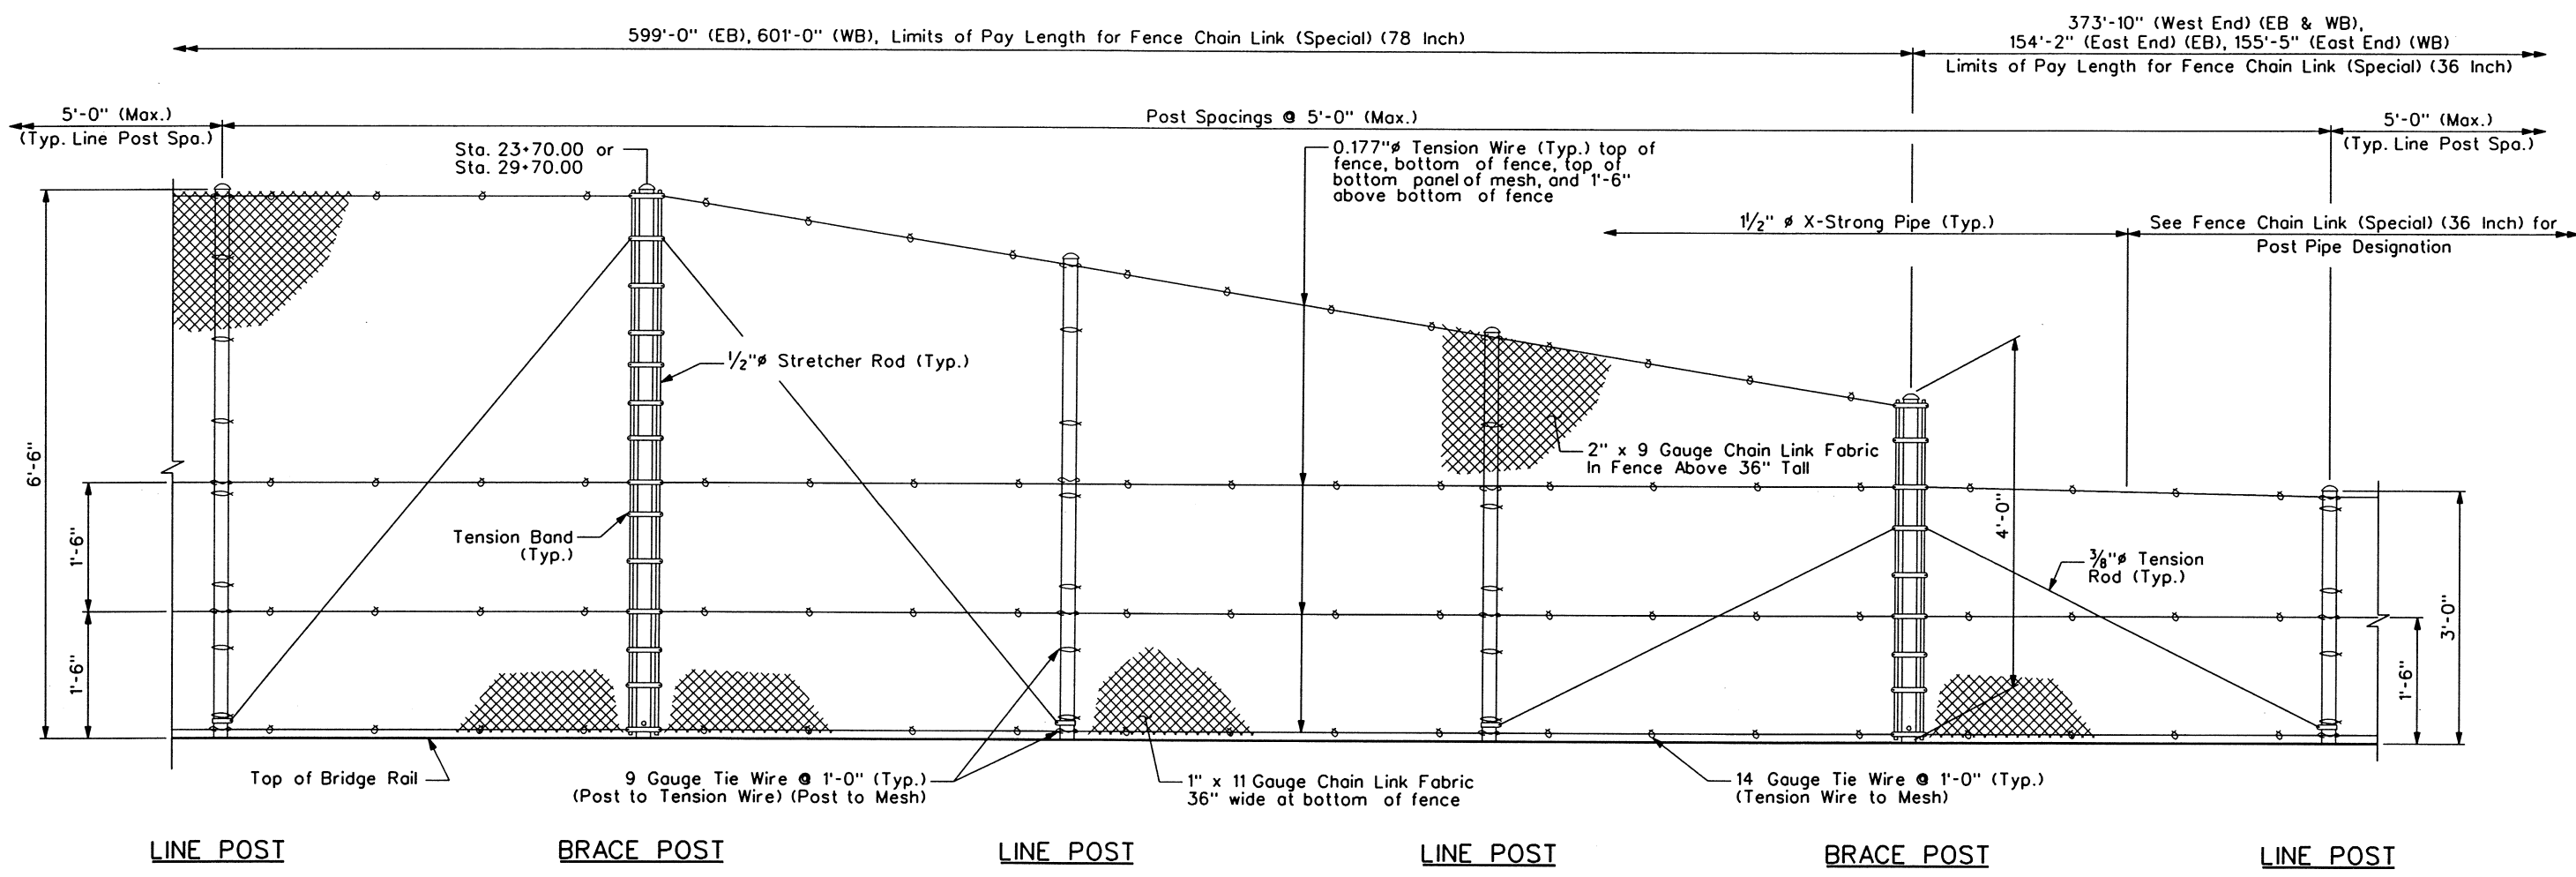 599'-0" (EB), 601'-0" (WB), Limits of Pay Length for Fence Chain Link (Special) (78 Inch)
373'-10" (West End) (EB & WB),
154'-2" (East End) (EB), 155'-5" (East End) (WB)
Limits of Pay Length for Fence Chain Link (Special) (36 Inch)
5'-0" (Max.)
(Typ. Line Post Spa.)
Post Spacings @ 5'-0" (Max.)
5'-0" (Max.)
(Typ. Line Post Spa.)
Sta. 23+70.00 or
Sta. 29+70.00
0.177"ø Tension Wire (Typ.) top of
fence, bottom of fence, top of
bottom panel of mesh, and 1'-6"
above bottom of fence
1½" ø X-Strong Pipe (Typ.)
See Fence Chain Link (Special) (36 Inch) for
Post Pipe Designation
½"ø Stretcher Rod (Typ.)
6'-6"
2" x 9 Gauge Chain Link Fabric
In Fence Above 36" Tall
4'-0"
Tension Band
(Typ.)
1'-6"
⅜"ø Tension
Rod (Typ.)
3'-0"
1'-6"
1'-6"
Top of Bridge Rail
9 Gauge Tie Wire @ 1'-0" (Typ.)
(Post to Tension Wire) (Post to Mesh)
1" x 11 Gauge Chain Link Fabric
36" wide at bottom of fence
14 Gauge Tie Wire @ 1'-0" (Typ.)
(Tension Wire to Mesh)
LINE POST
BRACE POST
LINE POST
LINE POST
BRACE POST
LINE POST